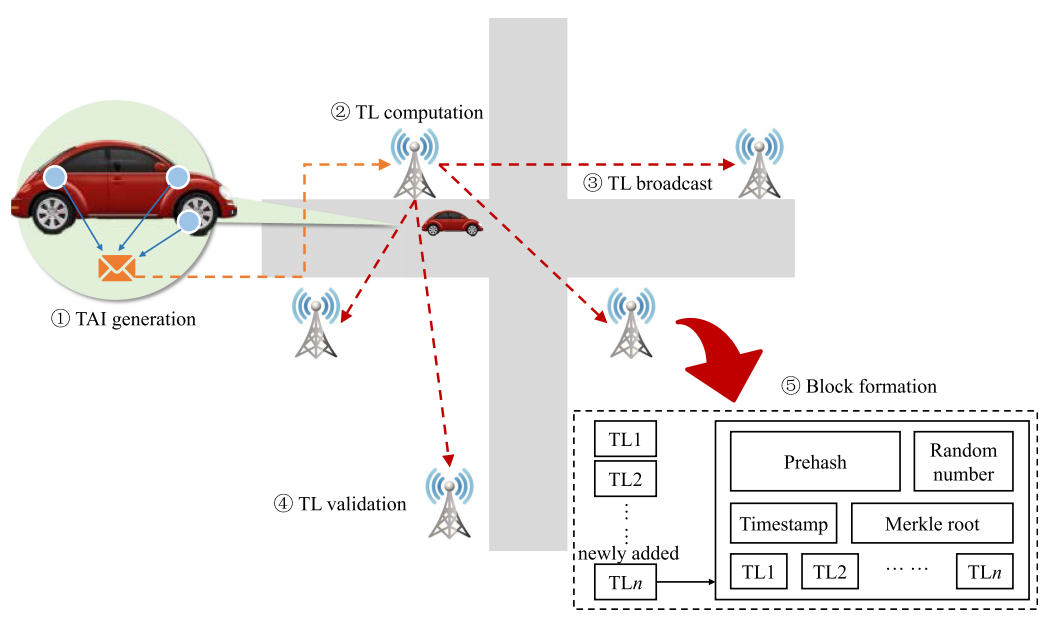 ② TL computation
③ TL broadcast
① TAI generation
④ TL validation
⑤ Block formation
TL1
TL2
⋮
newly added
TLn
Prehash
Random
number
Timestamp
Merkle root
TL1
TL2
... ...
TLn